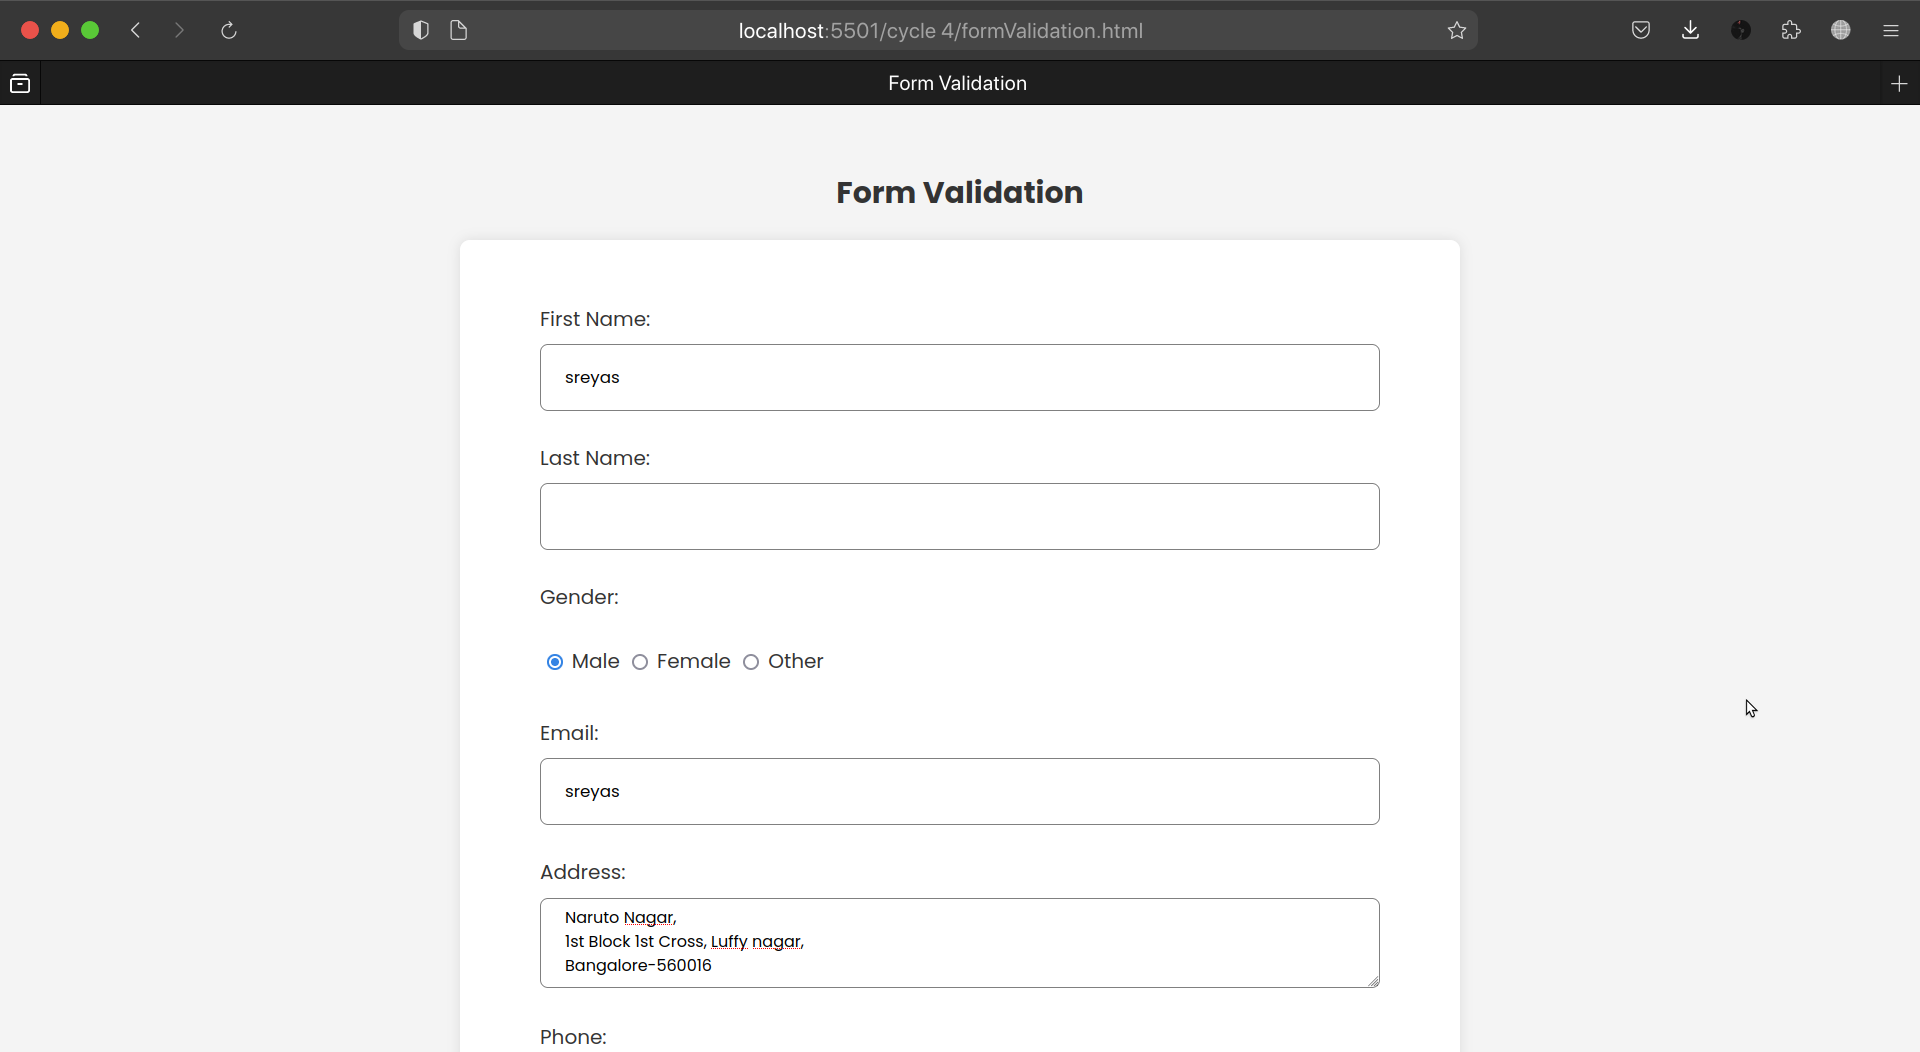 localhost:5501/cycle 4/formValidation.html
Form Validation
Form Validation
First Name:
sreyas
Last Name:
Gender:
Male Female Other
Email:
sreyas
Address:
Naruto Nagar,
1st Block 1st Cross, Luffy nagar,
Bangalore-560016
Phone: